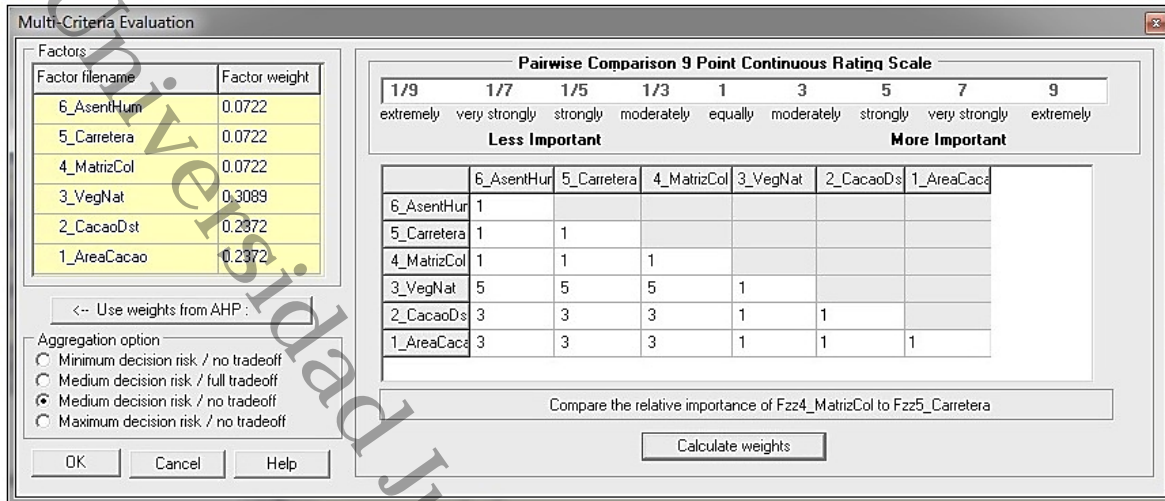 Multi-Criteria Evaluation
Factors
Factor filename Factor weight
6_AsentHum 0.0722
5_Carretera 0.0722
4_MatrizCol 0.0722
3_VegNat 0.3089
2_CacaoDst 0.2372
1_AreaCacao 0.2372
<-- Use weights from AHP :
Aggregation option
Minimum decision risk / no tradeoff
Medium decision risk / full tradeoff
Medium decision risk / no tradeoff
Maximum decision risk / no tradeoff
OK Cancel Help
Pairwise Comparison 9 Point Continuous Rating Scale
1/9 1/7 1/5 1/3 1 3 5 7 9
extremely very strongly strongly moderately equally moderately strongly very strongly extremely
Less Important More Important
6_AsentHur 5_Carretera 4_MatrizCol 3_VegNat 2_CacaoDs 1_AreaCaca
6_AsentHur 1
5_Carretera 1 1
4_MatrizCol 1 1 1
3_VegNat 5 5 5 1
2_CacaoDs 3 3 3 1 1
1_AreaCaca 3 3 3 1 1 1
Compare the relative importance of Fzz4_MatrizCol to Fzz5_Carretera
Calculate weights
Universidad